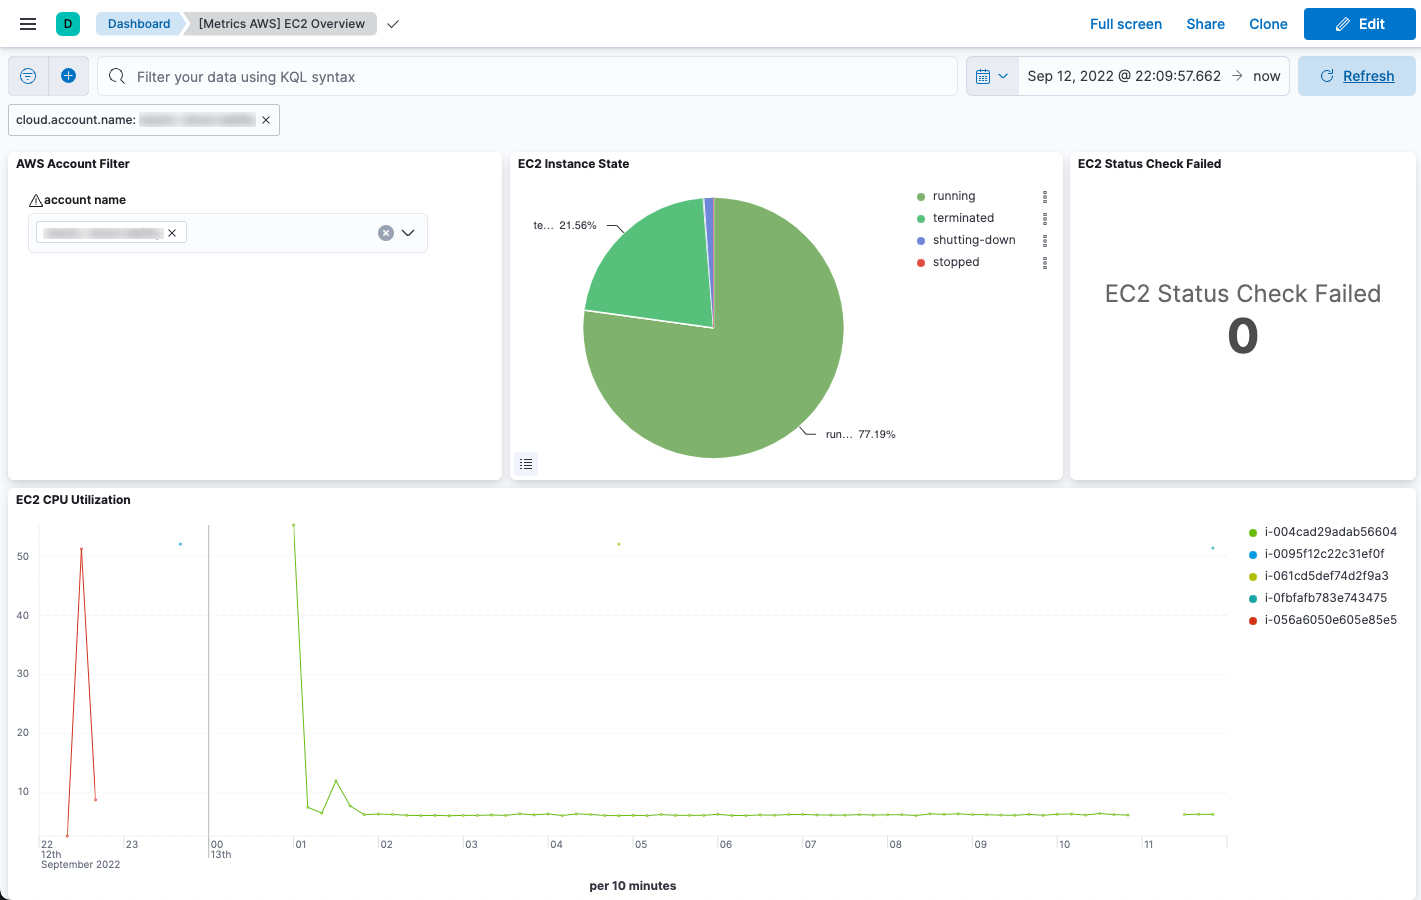 D
Dashboard
[Metrics AWS] EC2 Overview
Full screen
Share
Clone
Edit
Filter your data using KQL syntax
Sep 12, 2022 @ 22:09:57.662 → now
Refresh
cloud.account.name:
AWS Account Filter
account name
EC2 Instance State
te... 21.56%
run... 77.19%
running
terminated
shutting-down
stopped
EC2 Status Check Failed
EC2 Status Check Failed
0
EC2 CPU Utilization
50
40
30
20
10
22 23 00 01 02 03 04 05 06 07 08 09 10 11
12th 13th
September 2022
per 10 minutes
i-004cad29adab56604
i-0095f12c22c31ef0f
i-061cd5def74d2f9a3
i-0fbfafb783e743475
i-056a6050e605e85e5